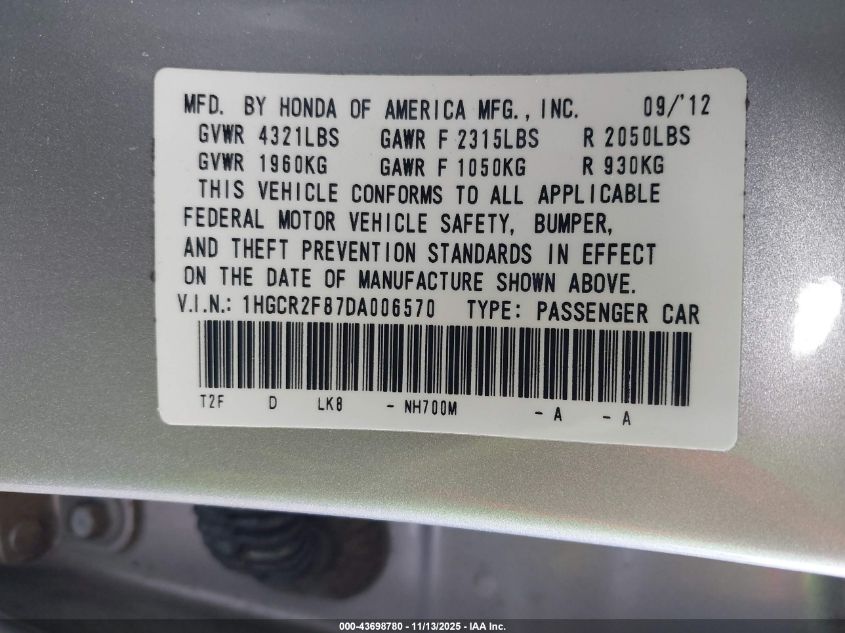 MFD. BY HONDA OF AMERICA MFG., INC. 09/'12
GVWR 4321LBS GAWR F 2315LBS R 2050LBS
GVWR 1960KG GAWR F 1050KG R 930KG
THIS VEHICLE CONFORMS TO ALL APPLICABLE
FEDERAL MOTOR VEHICLE SAFETY, BUMPER,
AND THEFT PREVENTION STANDARDS IN EFFECT
ON THE DATE OF MANUFACTURE SHOWN ABOVE.
V.I.N.: 1HGCR2F87DA006570 TYPE: PASSENGER CAR
T2F D LK8 - NH700M - A - A
000-43698780 - 11/13/2025 - IAA Inc.